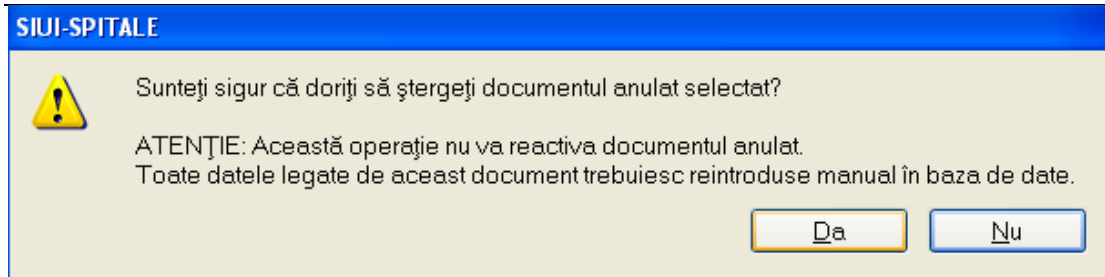 SIUI-SPITALE
Sunteţi sigur că doriţi să ştergeţi documentul anulat selectat?
ATENŢIE: Această operaţie nu va reactiva documentul anulat.
Toate datele legate de aceast document trebuiesc reintroduse manual în baza de date.
Da
Nu